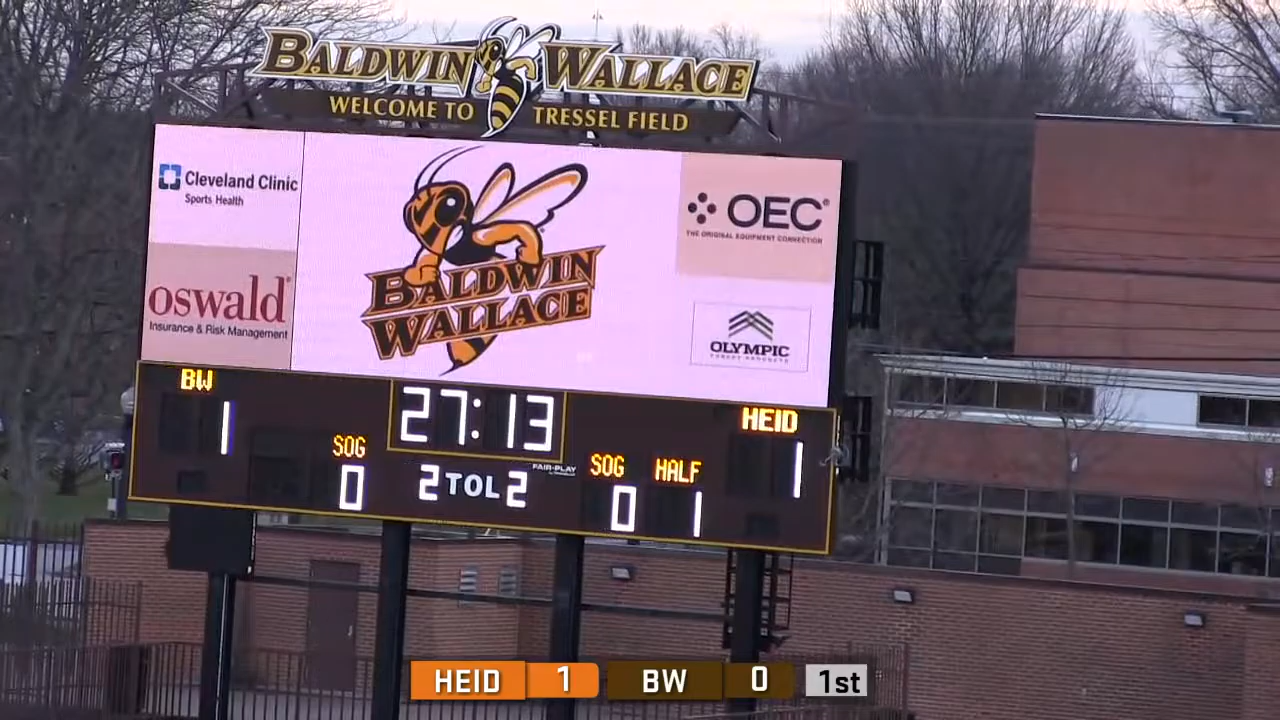 BALDWIN WALLACE
WELCOME TO TRESSEL FIELD
Cleveland Clinic
Sports Health
oswald
Insurance & Risk Management
BALDWIN
WALLACE
OEC
THE ORIGINAL EQUIPMENT CONNECTION
OLYMPIC
BW
1
27:13
HEID
1
SOG
0
2 TOL 2
FAIR-PLAY
SOG
0
HALF
1
HEID 1 BW 0 1st